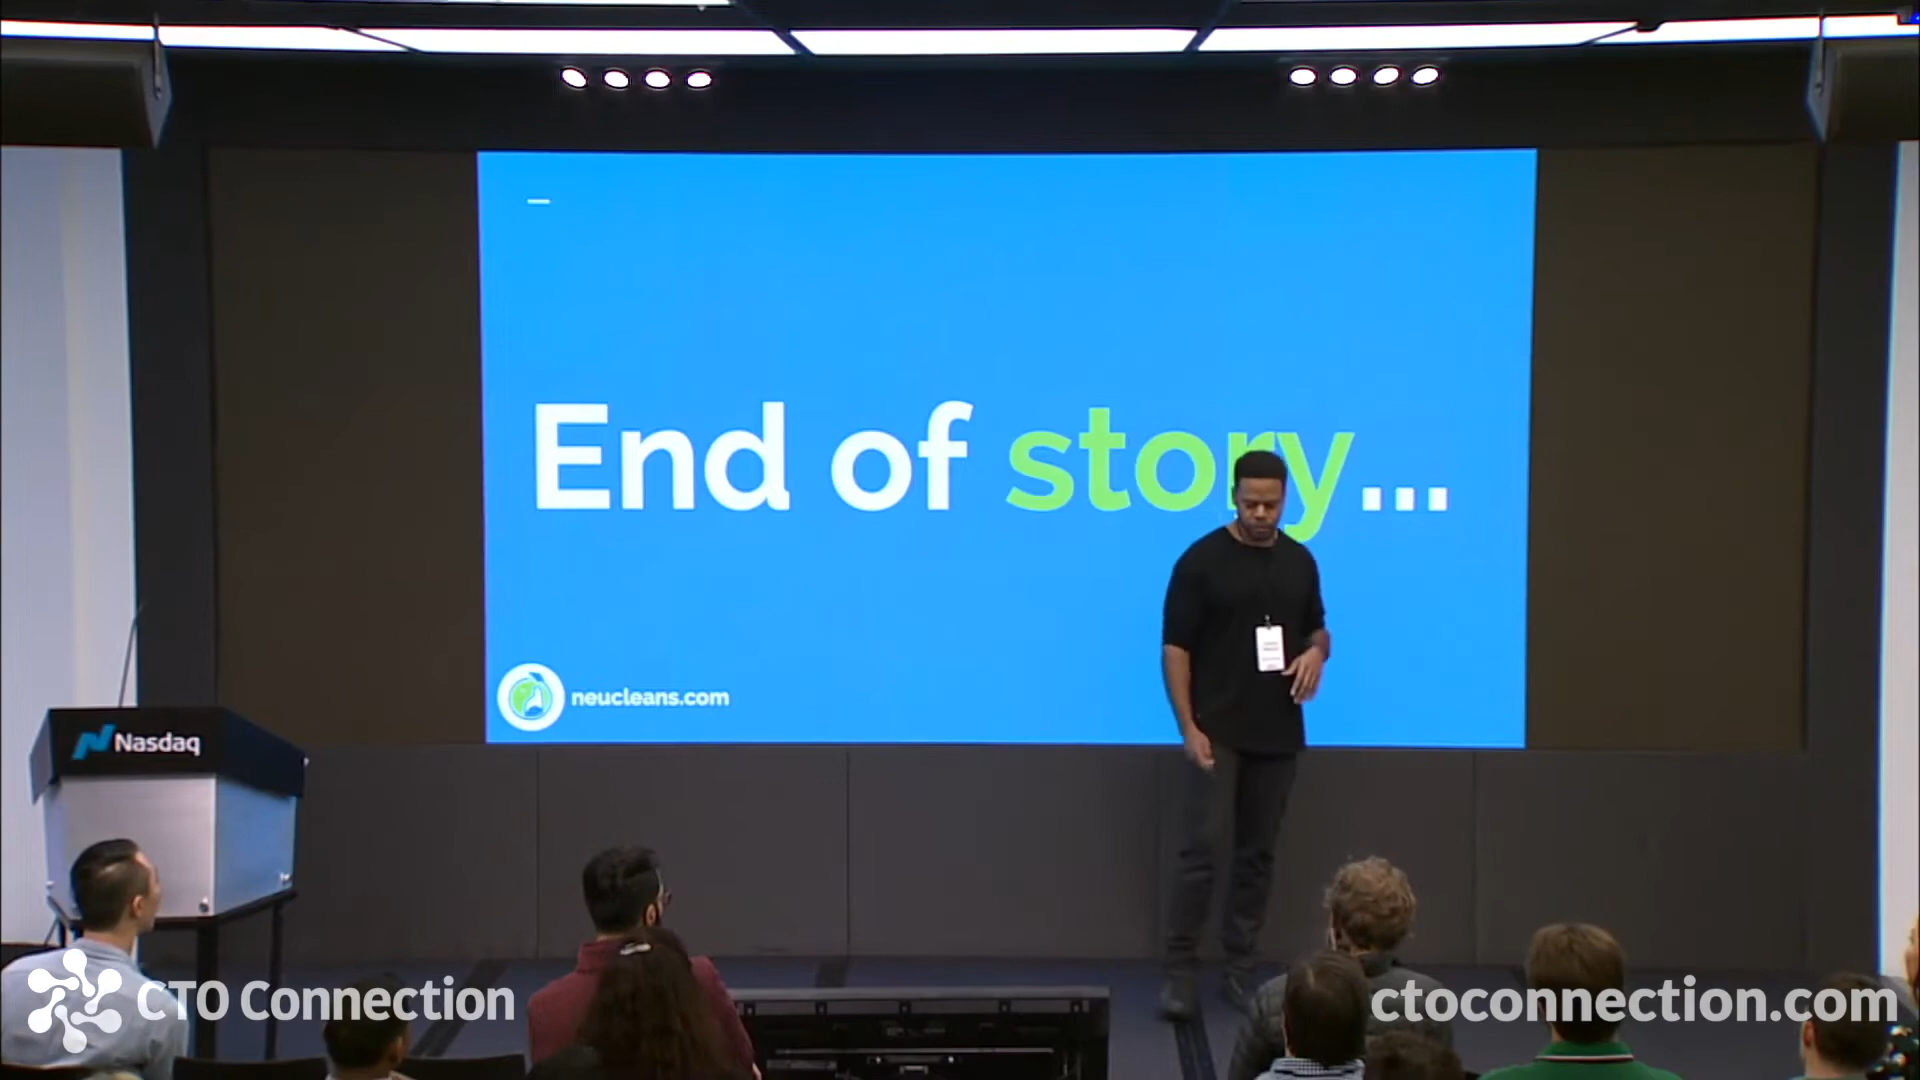 End of story...
neucleans.com
Nasdaq
CTO Connection
ctoconnection.com